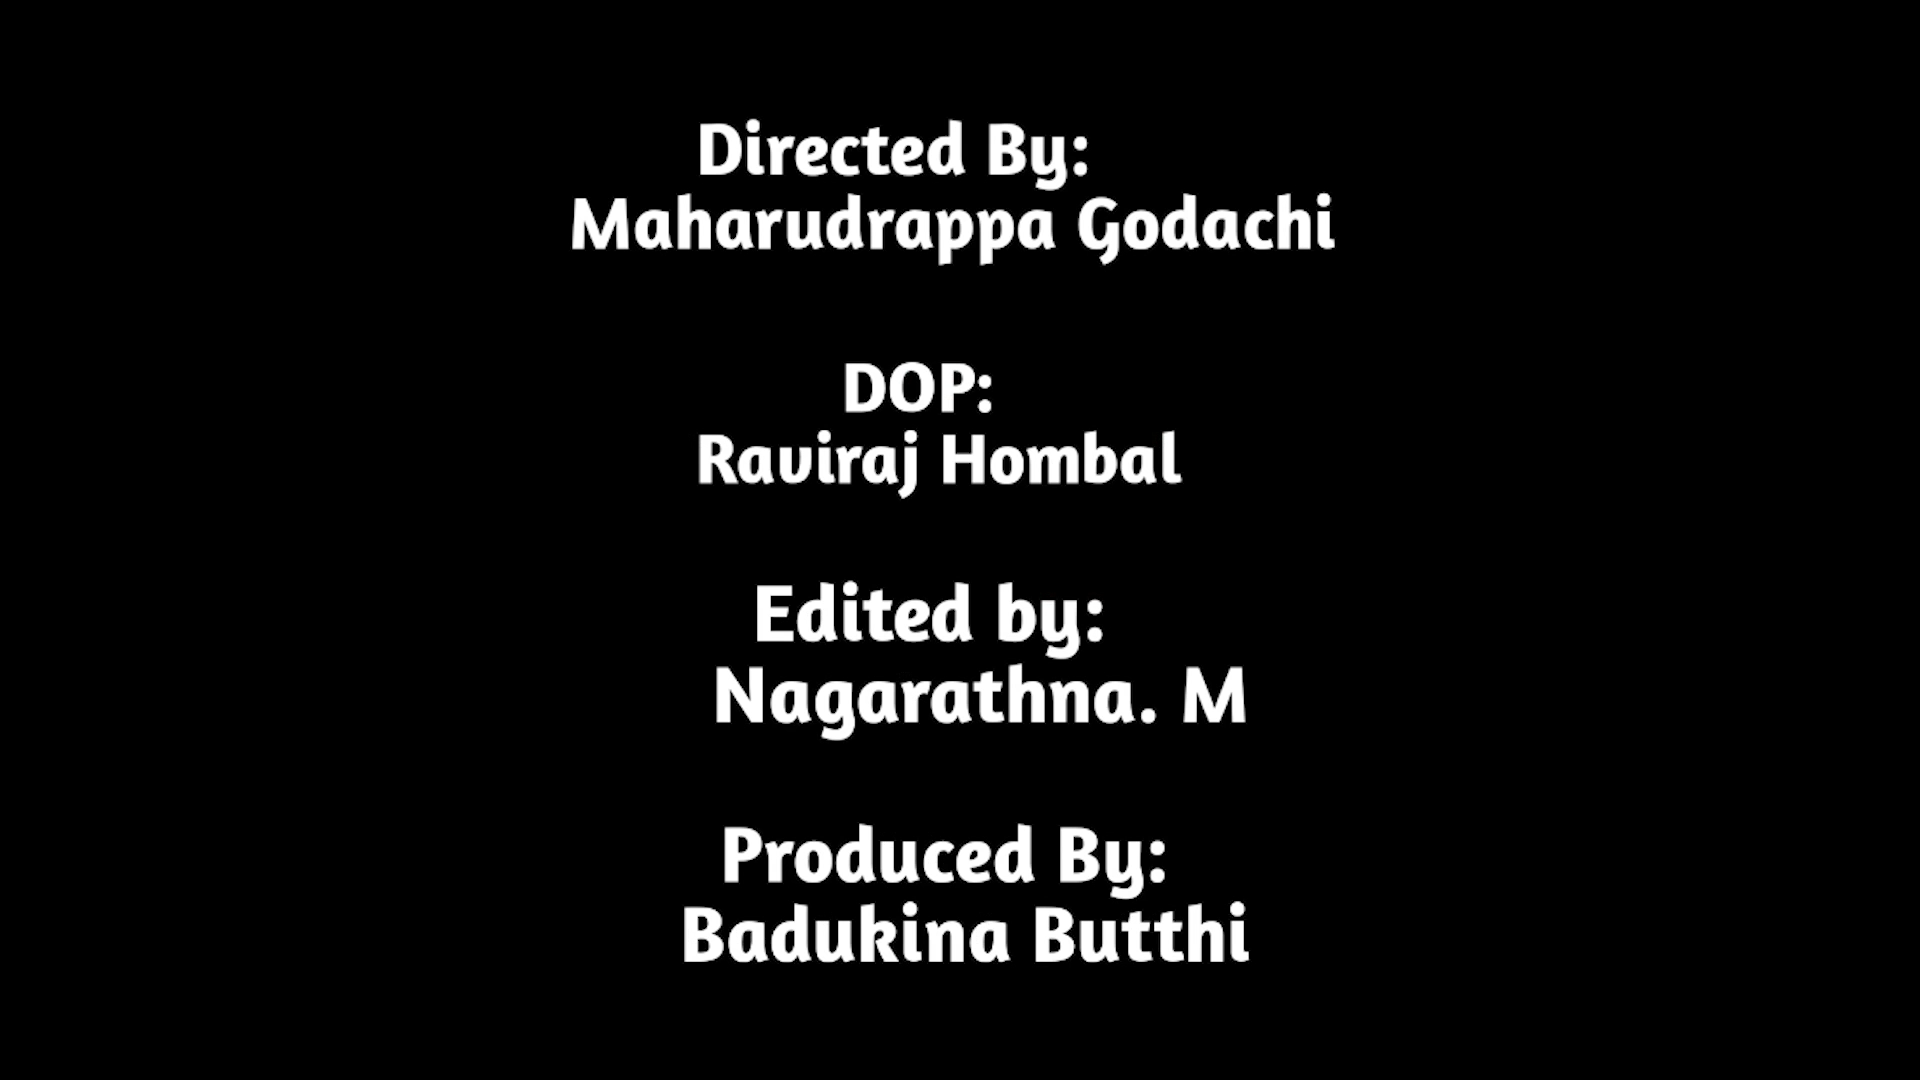 Directed By:
Maharudrappa Godachi
DOP:
Raviraj Hombal
Edited by:
Nagarathna. M
Produced By:
Badukina Butthi